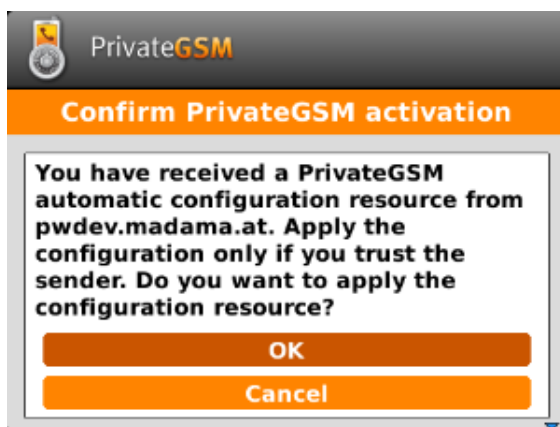 PrivateGSM
Confirm PrivateGSM activation
You have received a PrivateGSM
automatic configuration resource from
pwdev.madama.at. Apply the
configuration only if you trust the
sender. Do you want to apply the
configuration resource?
OK
Cancel